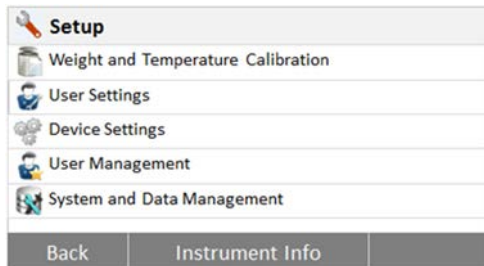 Setup
Weight and Temperature Calibration
User Settings
Device Settings
User Management
System and Data Management
Back Instrument Info